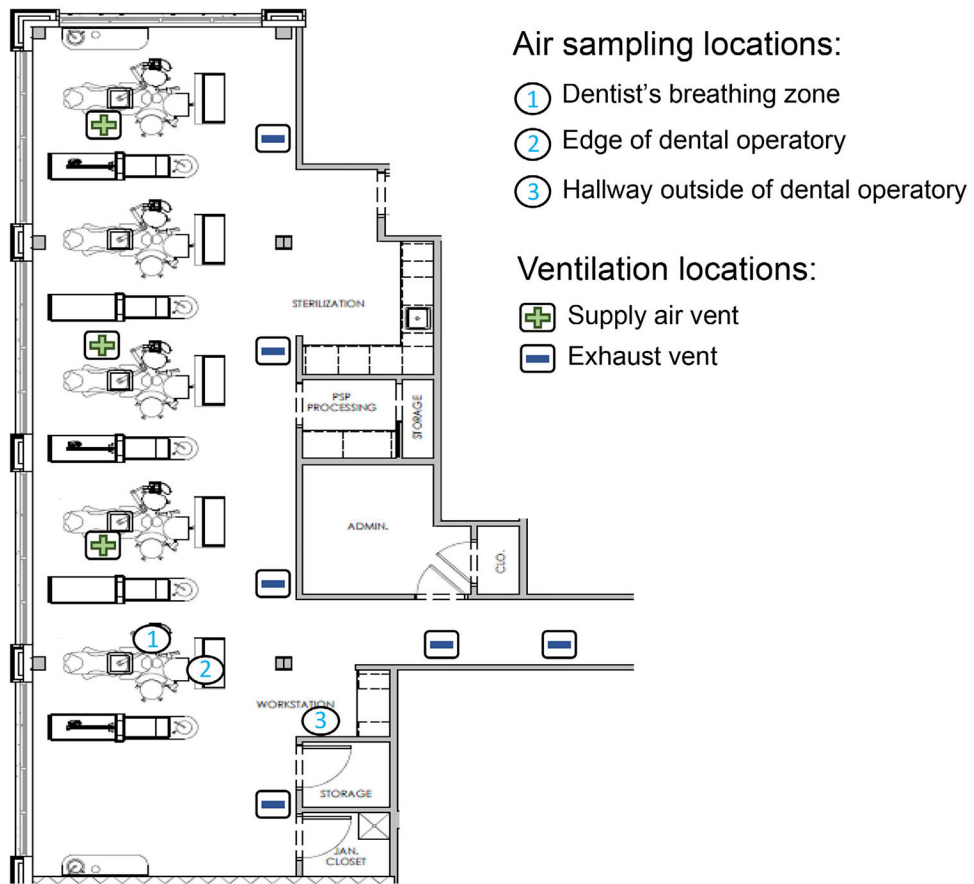 Air sampling locations:
1 Dentist's breathing zone
2 Edge of dental operatory
3 Hallway outside of dental operatory
Ventilation locations:
Supply air vent
Exhaust vent
STERILIZATION
PSP
PROCESSING
STORAGE
ADMIN.
CLO.
1
2
WORKSTATION
3
STORAGE
JAN.
CLOSET